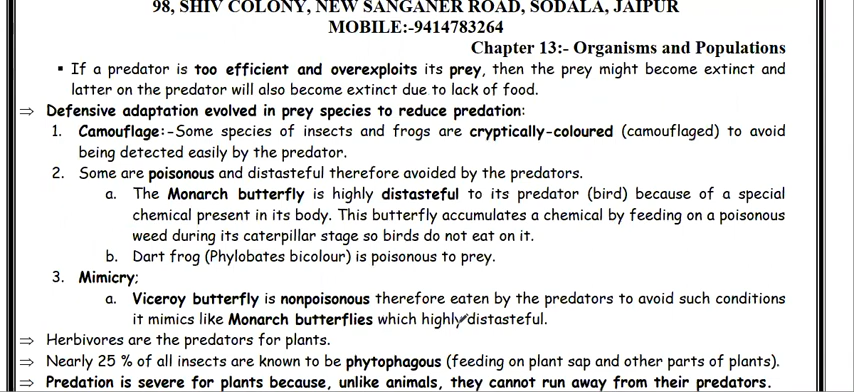 98, SHIV COLONY, NEW SANGANER ROAD, SODALA, JAIPUR
MOBILE:-9414783264
Chapter 13:- Organisms and Populations
▪ If a predator is too efficient and overexploits its prey, then the prey might become extinct and
latter on the predator will also become extinct due to lack of food.
⇒ Defensive adaptation evolved in prey species to reduce predation:
1. Camouflage:-Some species of insects and frogs are cryptically-coloured (camouflaged) to avoid
being detected easily by the predator.
2. Some are poisonous and distasteful therefore avoided by the predators.
a. The Monarch butterfly is highly distasteful to its predator (bird) because of a special
chemical present in its body. This butterfly accumulates a chemical by feeding on a poisonous
weed during its caterpillar stage so birds do not eat on it.
b. Dart frog (Phylobates bicolour) is poisonous to prey.
3. Mimicry;
a. Viceroy butterfly is nonpoisonous therefore eaten by the predators to avoid such conditions
it mimics like Monarch butterflies which highly distasteful.
⇒ Herbivores are the predators for plants.
⇒ Nearly 25 % of all insects are known to be phytophagous (feeding on plant sap and other parts of plants).
⇒ Predation is severe for plants because, unlike animals, they cannot run away from their predators.